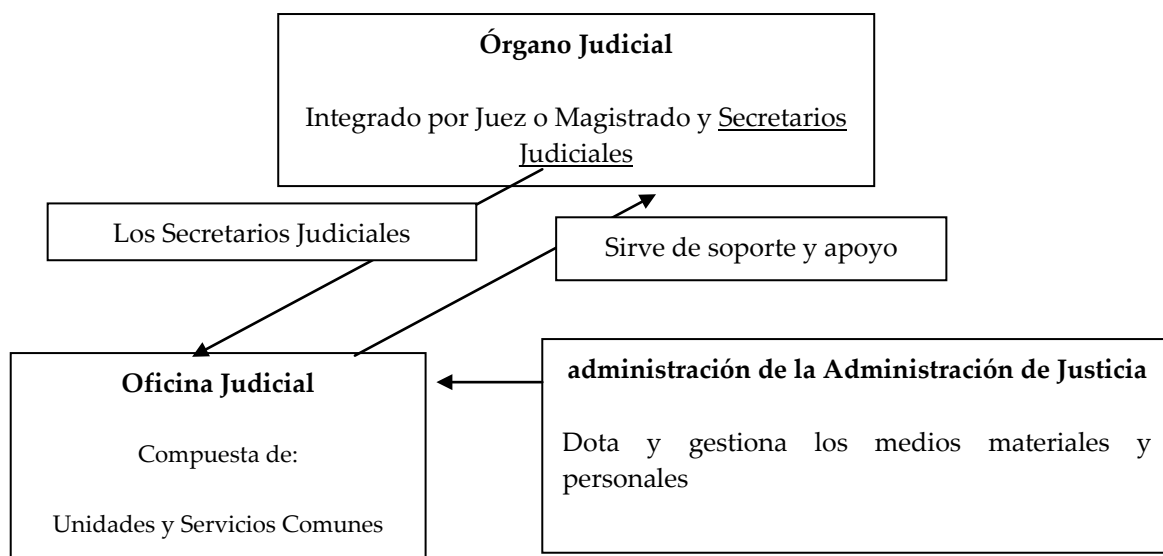 Órgano Judicial
Integrado por Juez o Magistrado y Secretarios
Judiciales
Los Secretarios Judiciales
Sirve de soporte y apoyo
Oficina Judicial
Compuesta de:
Unidades y Servicios Comunes
administración de la Administración de Justicia
Dota y gestiona los medios materiales y
personales